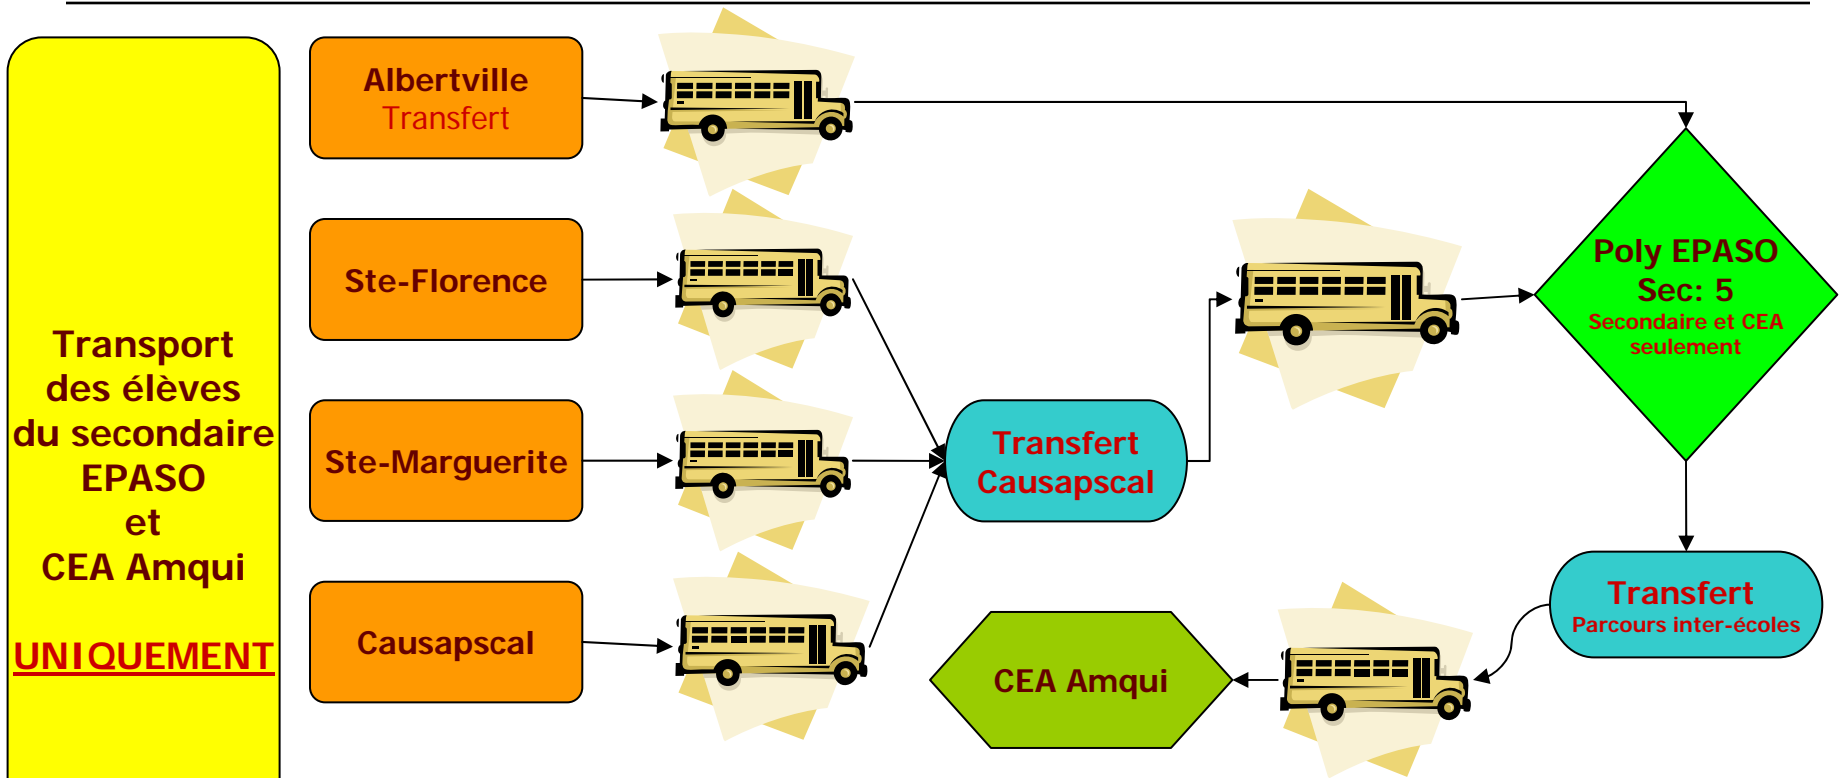 Transport
des élèves
du secondaire
EPASO
et
CEA Amqui
UNIQUEMENT
Albertville
Transfert
Ste-Florence
Ste-Marguerite
Causapscal
Transfert
Causapscal
Poly EPASO
Sec: 5
Secondaire et CEA
seulement
Transfert
Parcours inter-écoles
CEA Amqui